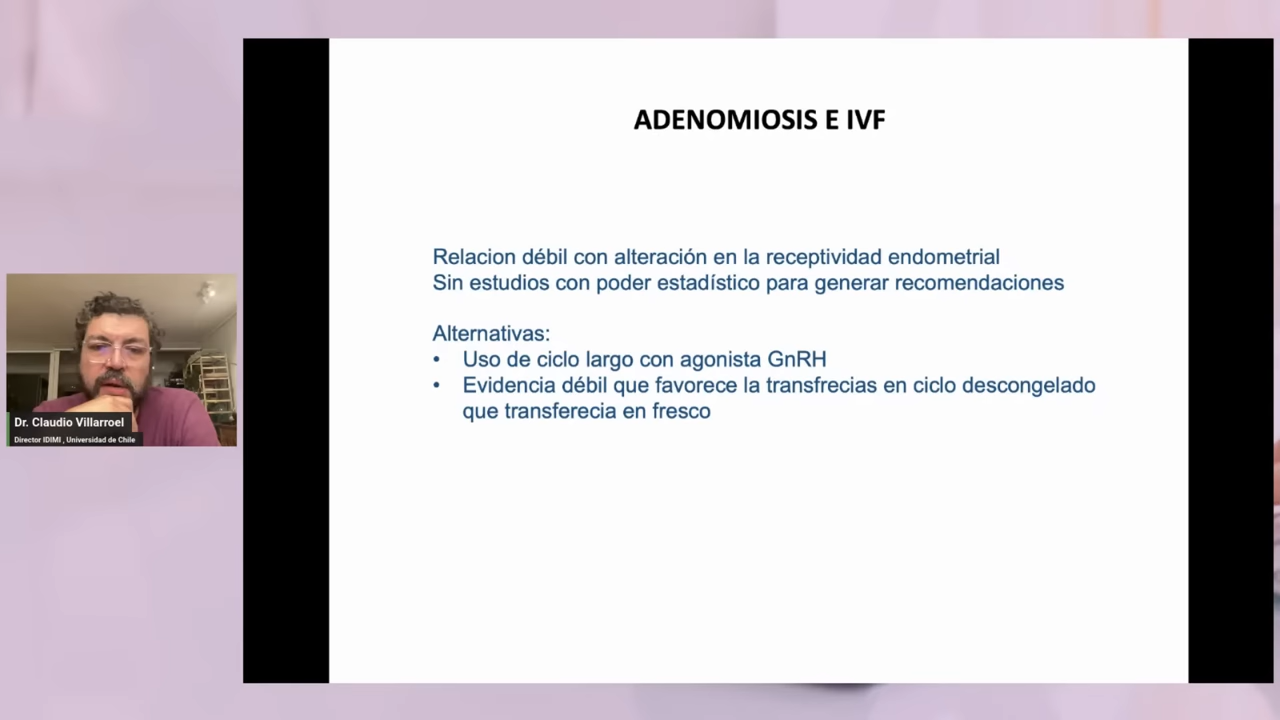 ADENOMIOSIS E IVF
Relacion débil con alteración en la receptividad endometrial
Sin estudios con poder estadístico para generar recomendaciones
Alternativas:
• Uso de ciclo largo con agonista GnRH
• Evidencia débil que favorece la transfrecias en ciclo descongelado
que transferecia en fresco
Dr. Claudio Villarroel
Director IDIMI , Universidad de Chile